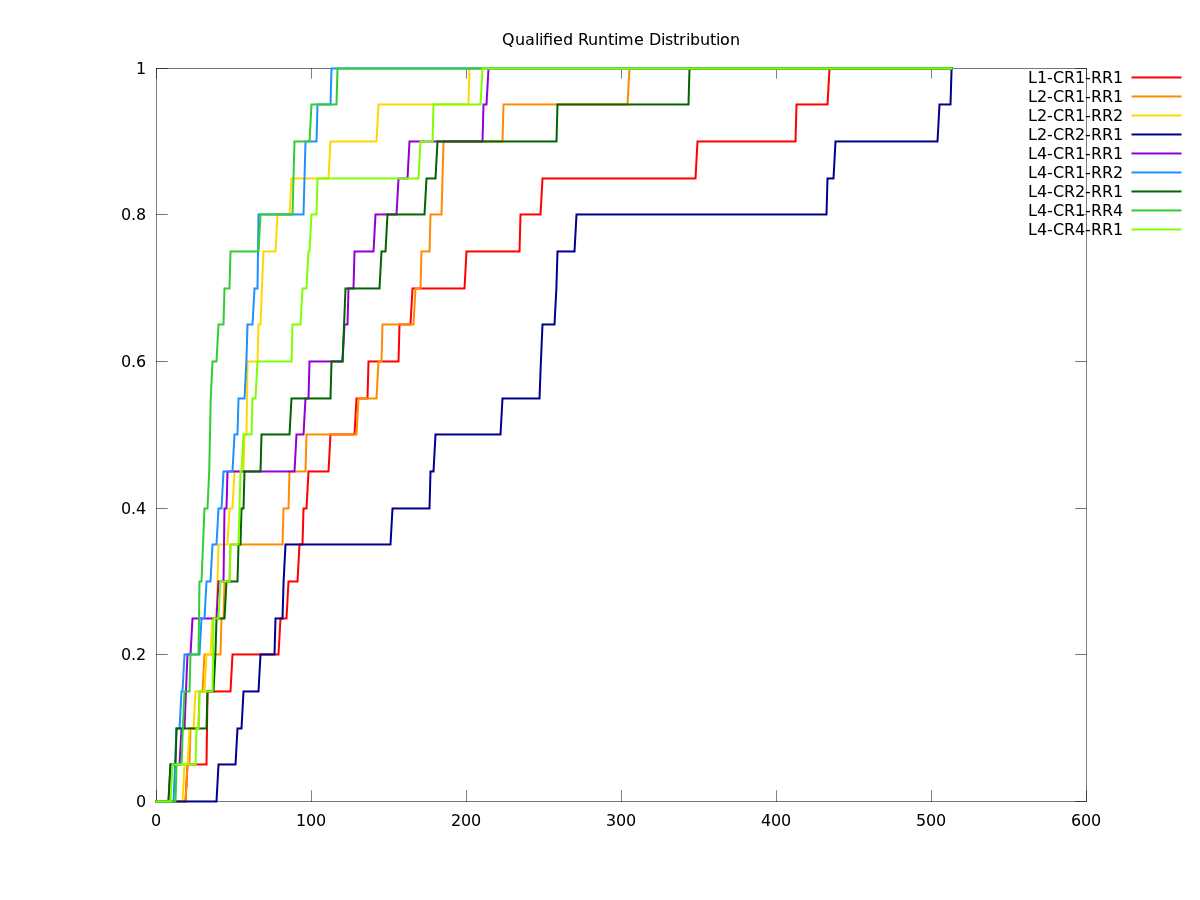 Qualified Runtime Distribution
1
0.8
0.6
0.4
0.2
0
0 100 200 300 400 500 600
L1-CR1-RR1
L2-CR1-RR1
L2-CR1-RR2
L2-CR2-RR1
L4-CR1-RR1
L4-CR1-RR2
L4-CR2-RR1
L4-CR1-RR4
L4-CR4-RR1